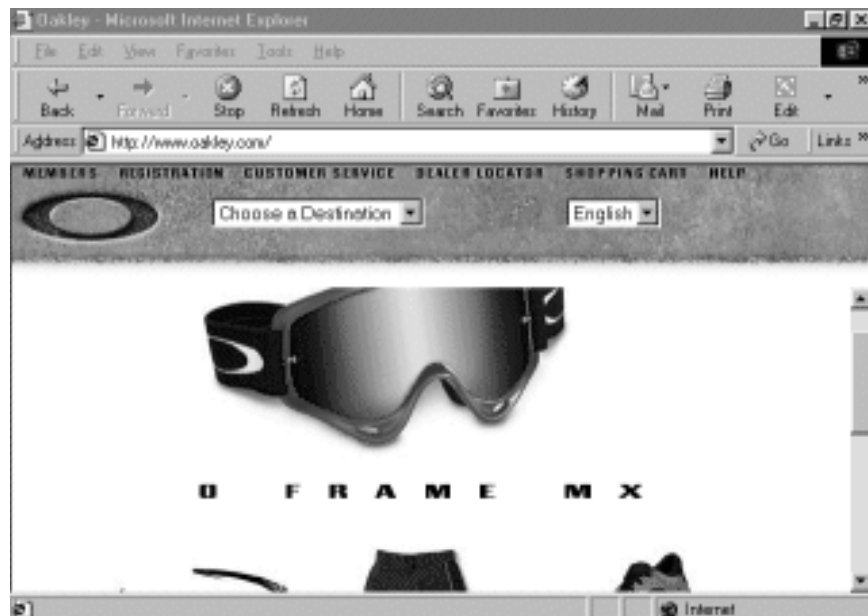 Oakley - Microsoft Internet Explorer
File Edit View Favorites Tools Help
Back Forward Stop Refresh Home Search Favorites History Mail Print Edit »
Address http://www.oakley.com/ Go Links »
MEMBERS REGISTRATION CUSTOMER SERVICE DEALER LOCATOR SHOPPING CART HELP
Choose a Destination English
O FRAME MX
Internet